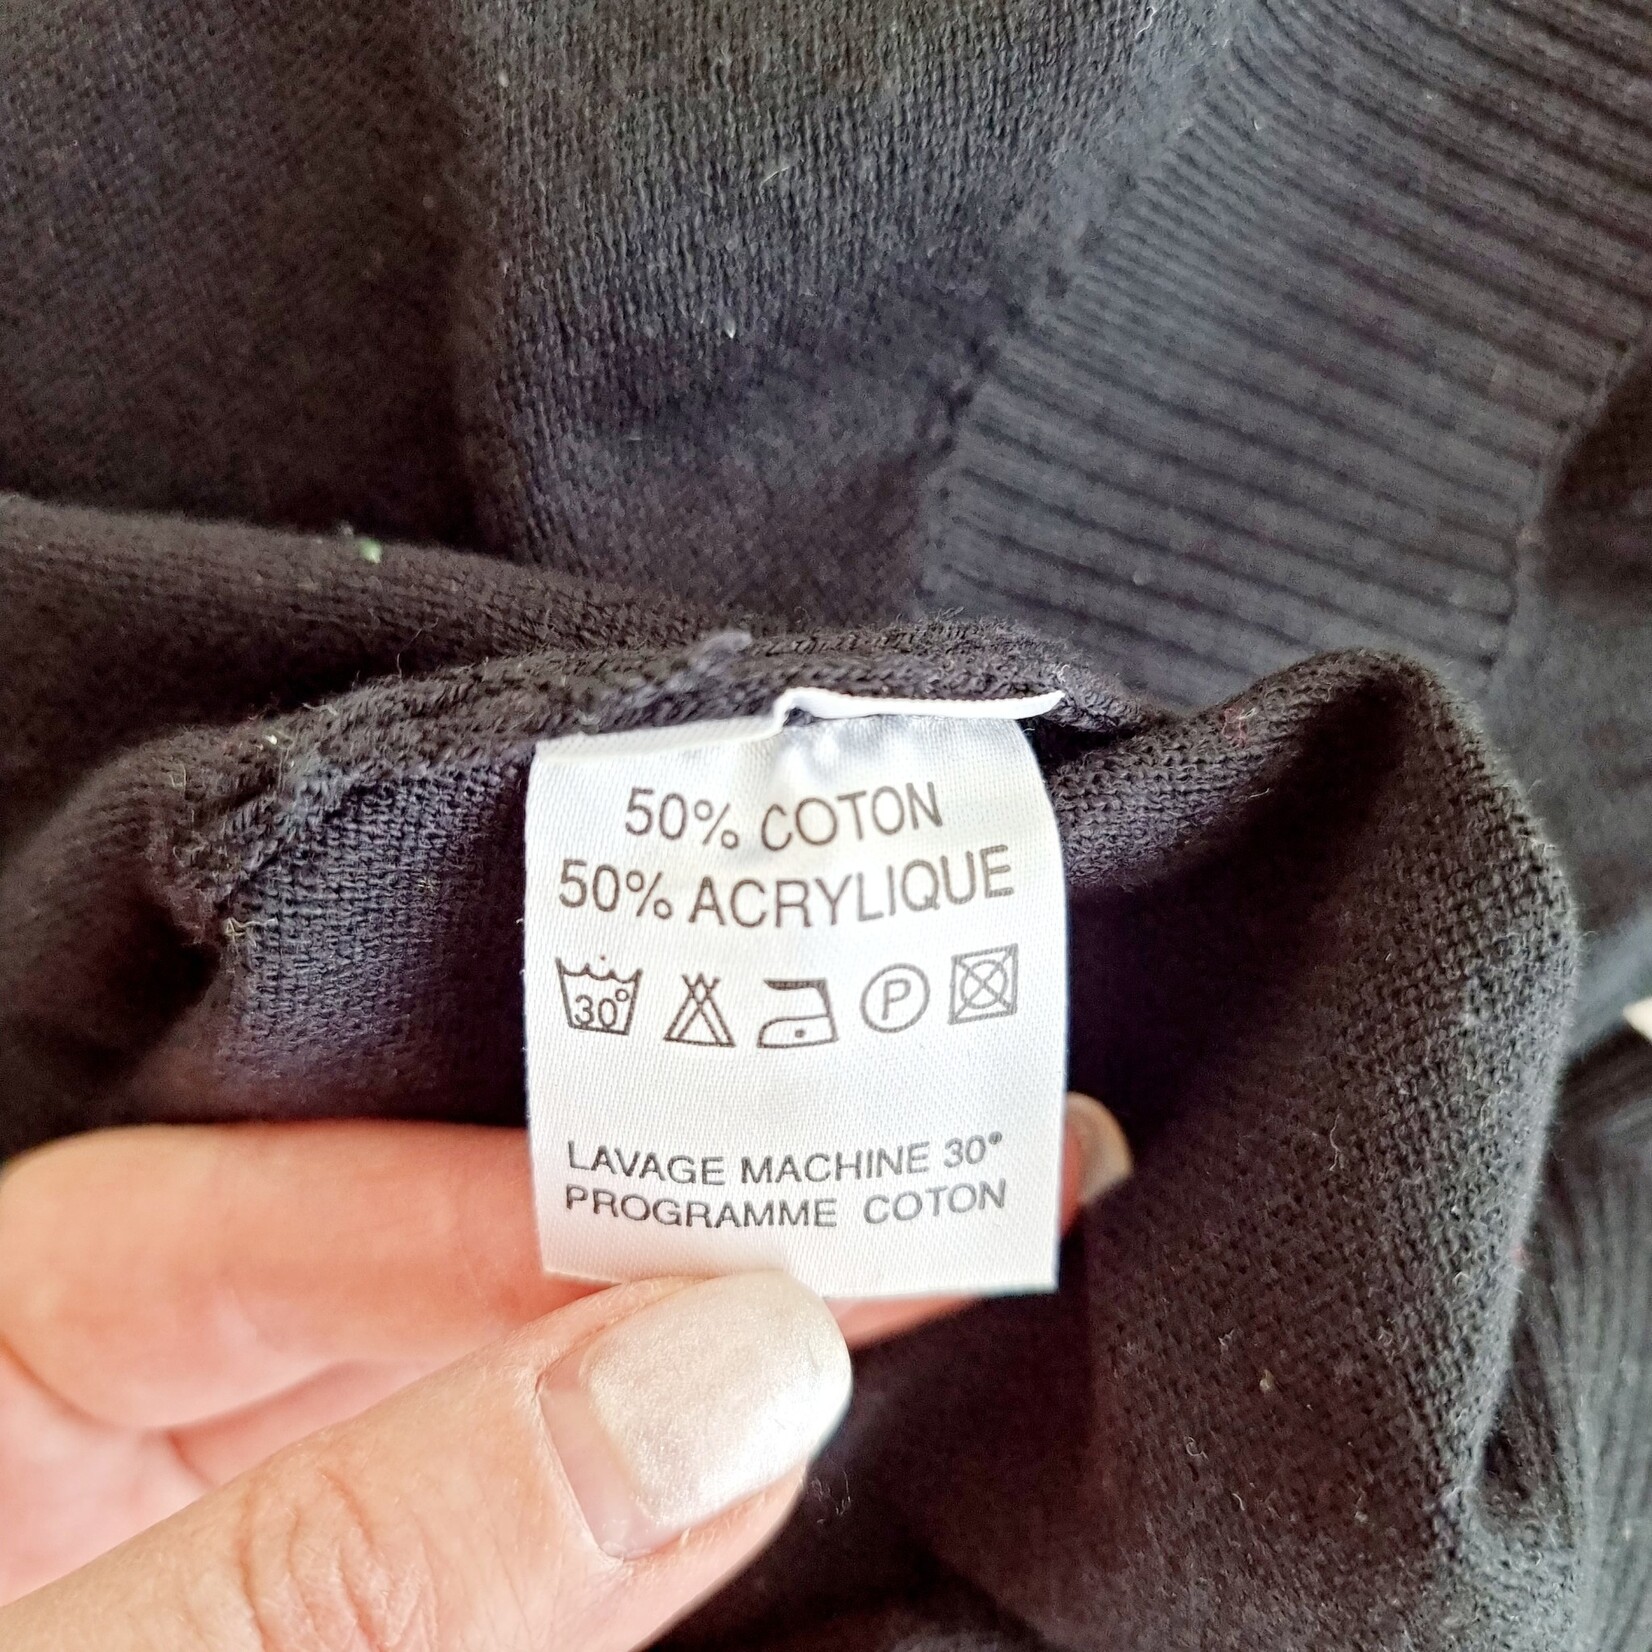 50% COTON
50% ACRYLIQUE
30° P
LAVAGE MACHINE 30°
PROGRAMME COTON